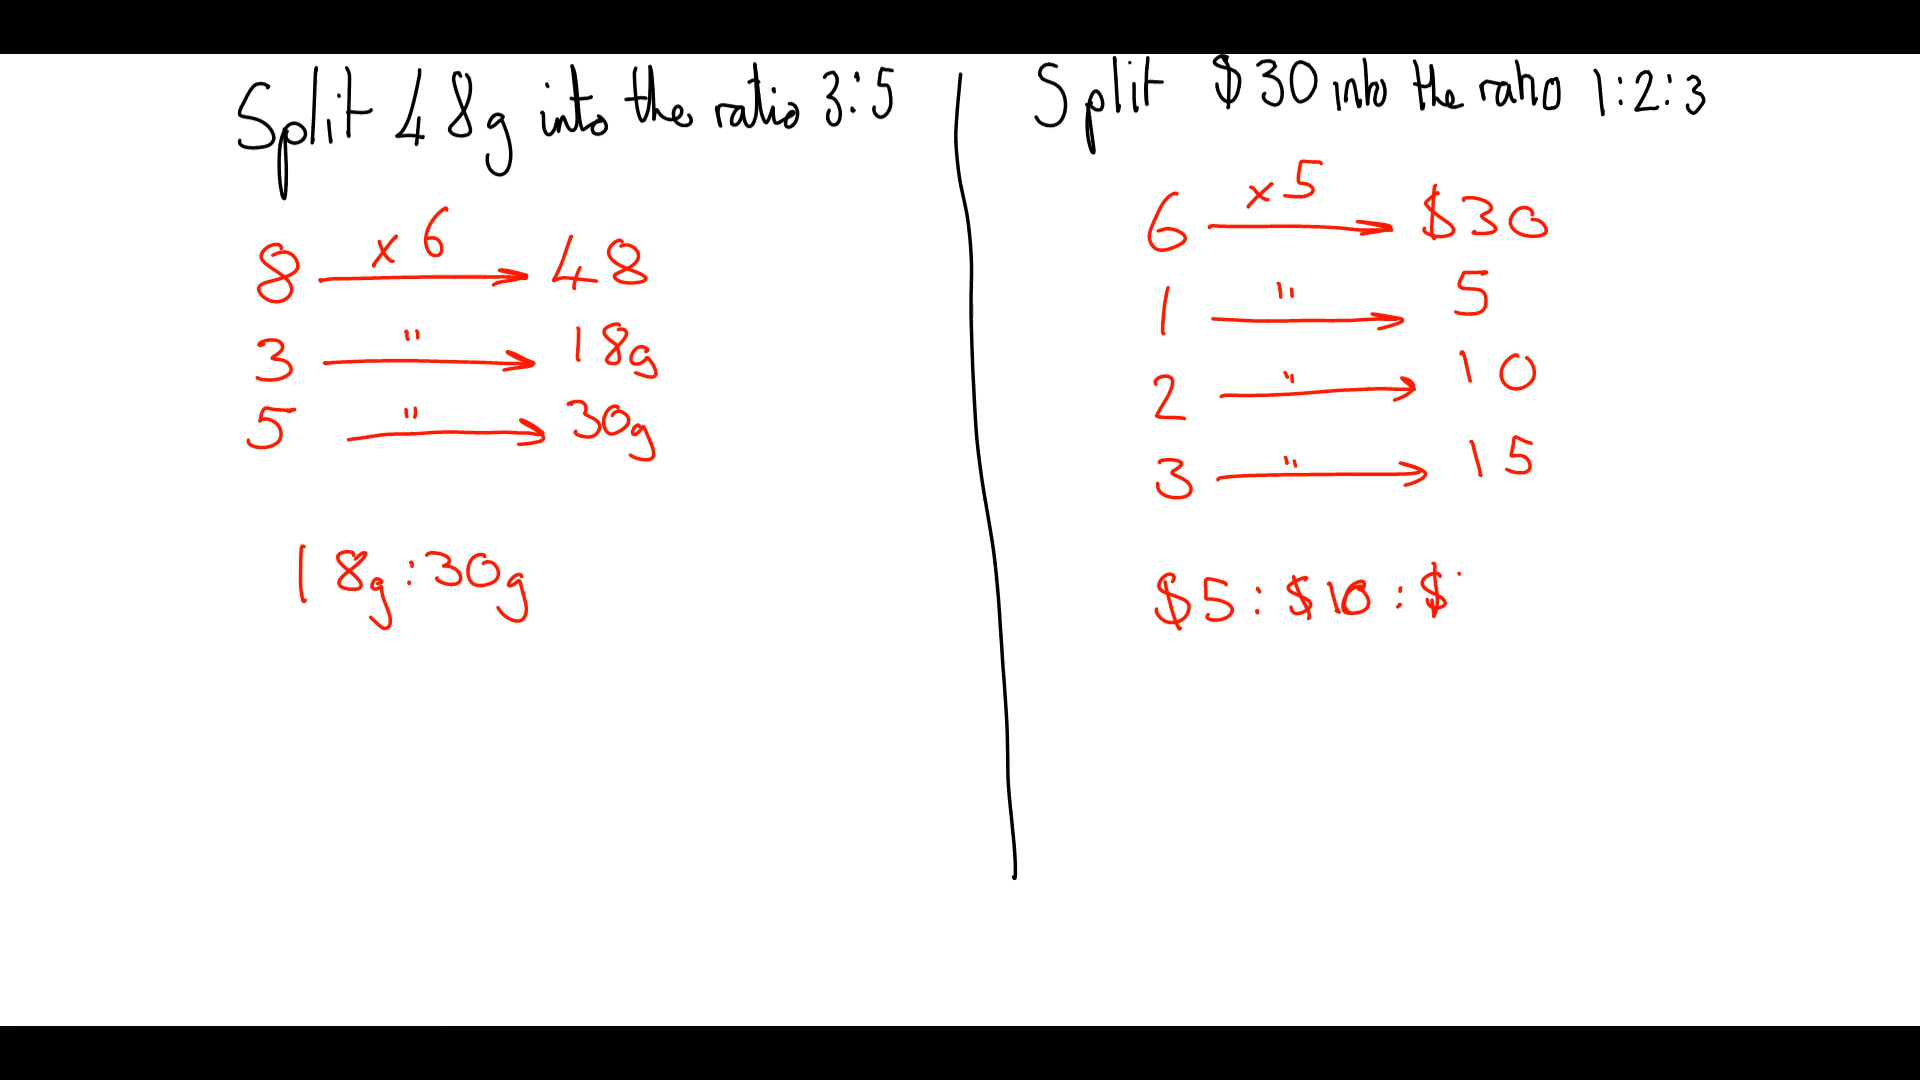 Split 48g into the ratio 3:5
8 x6 → 48
3 " → 18g
5 " → 30g
18g:30g
Split $30 into the ratio 1:2:3
6 x5 → $30
1 " → 5
2 " → 10
3 " → 15
$5:$10:$